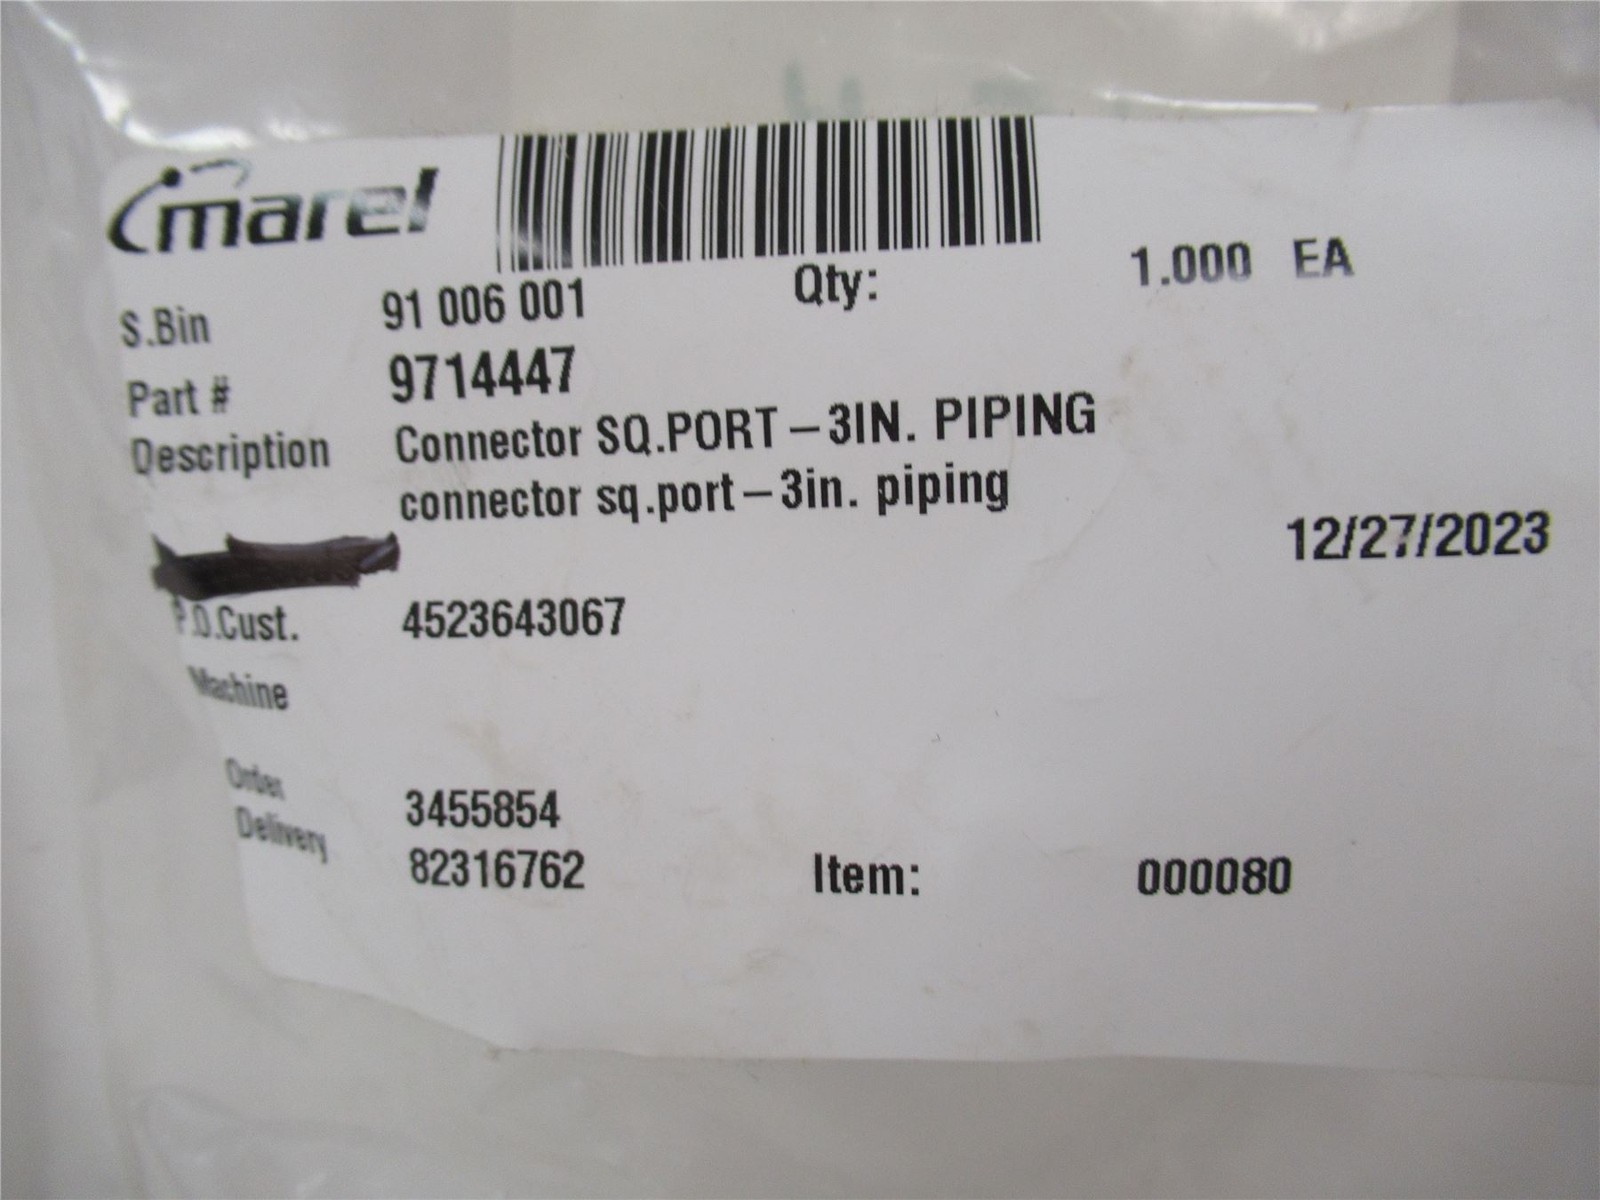 marel
S.Bin 91 006 001 Qty: 1.000 EA
Part # 9714447
Description Connector SQ.PORT-3IN. PIPING
connector sq.port-3in. piping
12/27/2023
P.O.Cust. 4523643067
Machine
Order 3455854
Delivery 82316762 Item: 000080